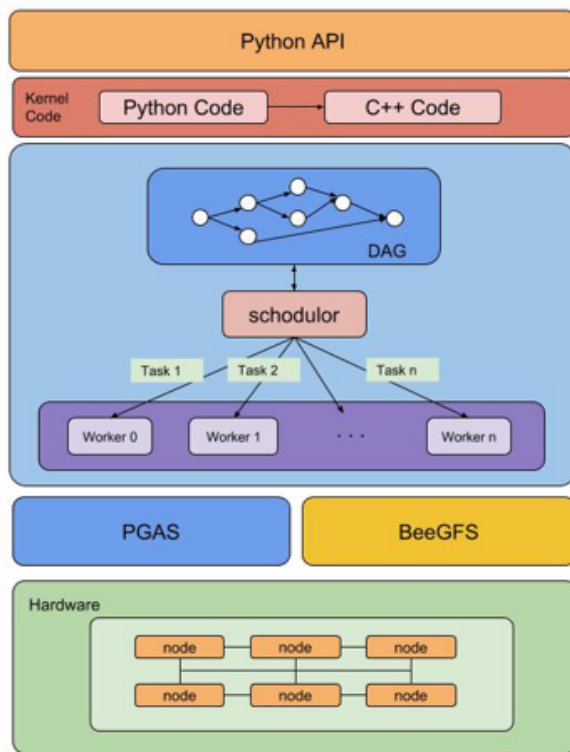 Python API
Kernel
Code
Python Code
C++ Code
DAG
schodulor
Task 1
Task 2
Task n
Worker 0
Worker 1
. . .
Worker n
PGAS
BeeGFS
Hardware
node
node
node
node
node
node